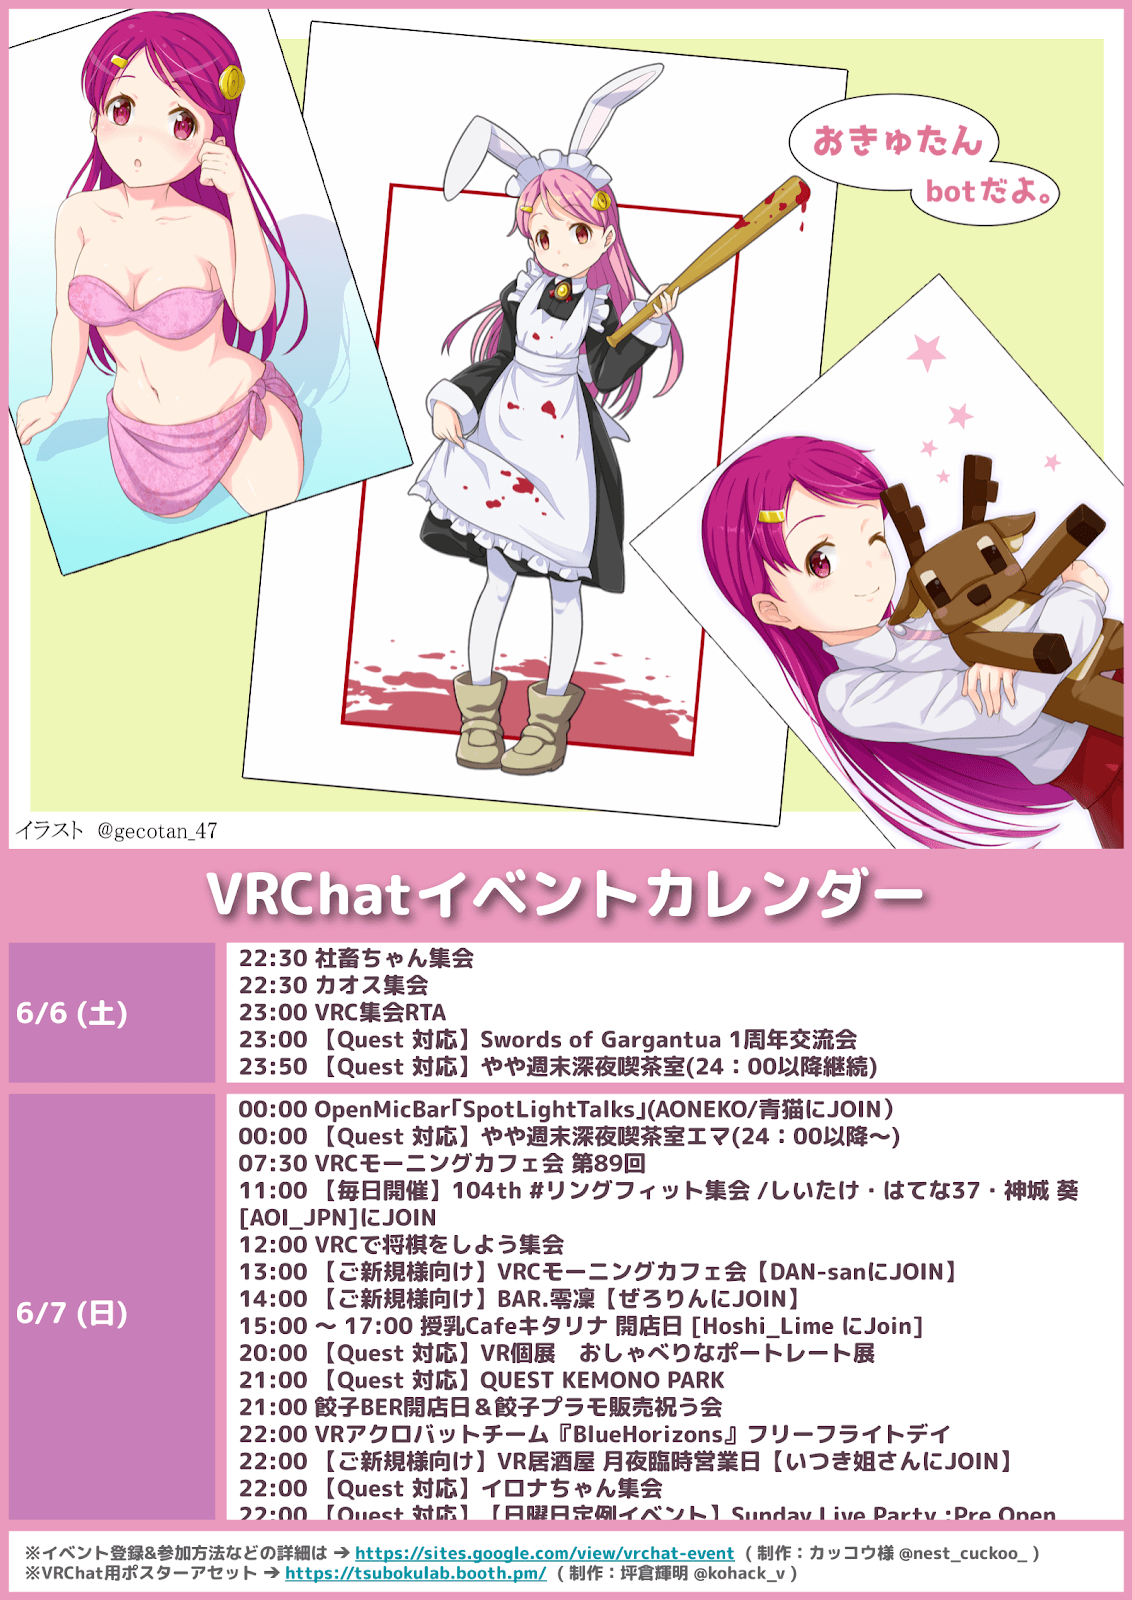 おきゅたん
botだよ。
イラスト @gecotan_47
VRChatイベントカレンダー
6/6 (土)
22:30 社畜ちゃん集会
22:30 カオス集会
23:00 VRC集会RTA
23:00 【Quest 対応】Swords of Gargantua 1周年交流会
23:50 【Quest 対応】やや週末深夜喫茶室(24：00以降継続)
6/7 (日)
00:00 OpenMicBar｢SpotLightTalks｣(AONEKO/青猫にJOIN）
00:00 【Quest 対応】やや週末深夜喫茶室エマ(24：00以降～)
07:30 VRCモーニングカフェ会 第89回
11:00 【毎日開催】104th #リングフィット集会 /しいたけ・はてな37・神城 葵
[AOI_JPN]にJOIN
12:00 VRCで将棋をしよう集会
13:00 【ご新規様向け】VRCモーニングカフェ会【DAN-sanにJOIN】
14:00 【ご新規様向け】BAR.零凜【ぜろりんにJOIN】
15:00 ～ 17:00 授乳Cafeキタリナ 開店日 [Hoshi_Lime にJoin]
20:00 【Quest 対応】VR個展　おしゃべりなポートレート展
21:00 【Quest 対応】QUEST KEMONO PARK
21:00 餃子BER開店日＆餃子プラモ販売祝う会
22:00 VRアクロバットチーム『BlueHorizons』フリーフライトデイ
22:00 【ご新規様向け】VR居酒屋 月夜臨時営業日【いつき姐さんにJOIN】
22:00 【Quest 対応】イロナちゃん集会
22:00 【Quest 対応】【日曜日定例イベント】Sunday Live Party :Pre Open
※イベント登録&参加方法などの詳細は → https://sites.google.com/view/vrchat-event ( 制作：カッコウ様 @nest_cuckoo_ )
※VRChat用ポスターアセット → https://tsubokulab.booth.pm/ ( 制作：坪倉輝明 @kohack_v )